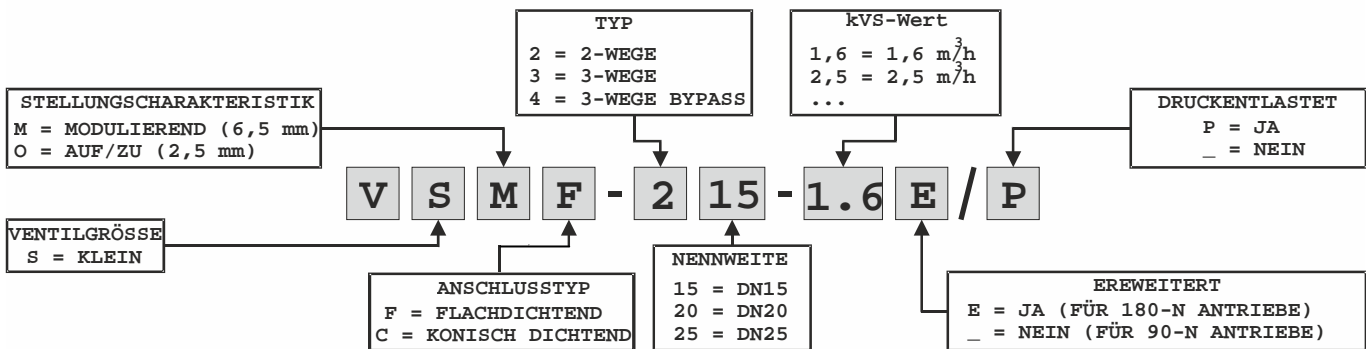 TYP
2 = 2-WEGE
3 = 3-WEGE
4 = 3-WEGE BYPASS
kVS-Wert
1,6 = 1,6 m³/h
2,5 = 2,5 m³/h
...
STELLUNGSCHARAKTERISTIK
M = MODULIEREND (6,5 mm)
O = AUF/ZU (2,5 mm)
DRUCKENTLASTET
P = JA
_ = NEIN
V S M F - 2 15 - 1.6 E / P
VENTILGRÖSSE
S = KLEIN
ANSCHLUSSTYP
F = FLACHDICHTEND
C = KONISCH DICHTEND
NENNWEITE
15 = DN15
20 = DN20
25 = DN25
EREWEITERT
E = JA (FÜR 180-N ANTRIEBE)
_ = NEIN (FÜR 90-N ANTRIEBE)